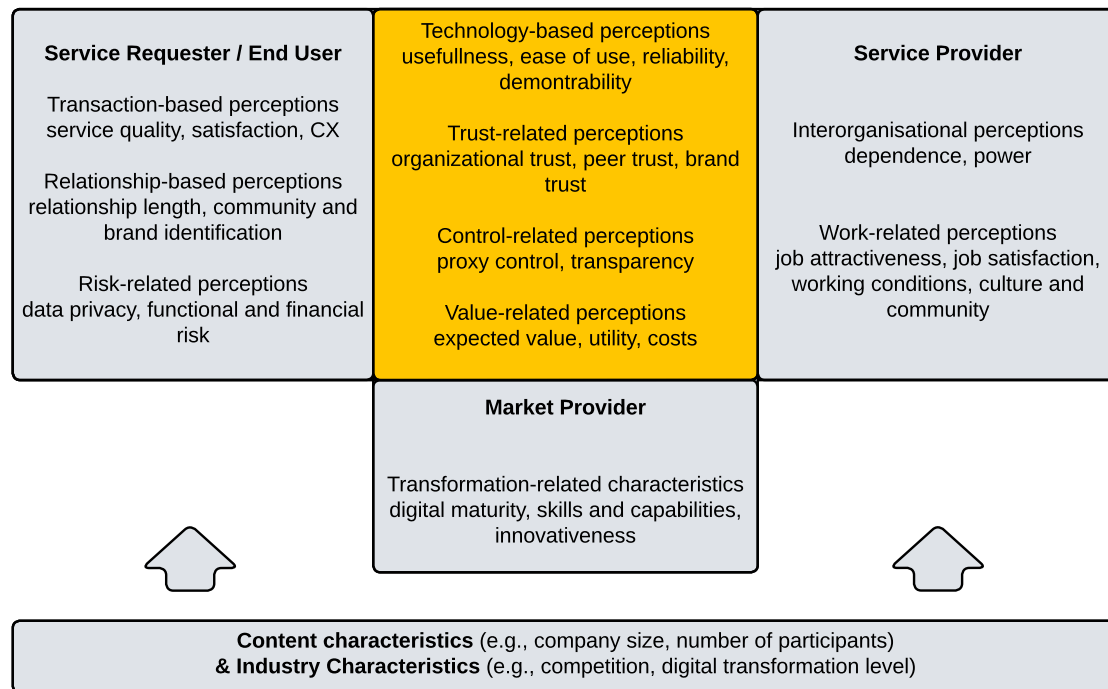 Service Requester / End User
Transaction-based perceptions
service quality, satisfaction, CX
Relationship-based perceptions
relationship length, community and
brand identification
Risk-related perceptions
data privacy, functional and financial
risk
Technology-based perceptions
usefullness, ease of use, reliability,
demontrability
Trust-related perceptions
organizational trust, peer trust, brand
trust
Control-related perceptions
proxy control, transparency
Value-related perceptions
expected value, utility, costs
Service Provider
Interorganisational perceptions
dependence, power
Work-related perceptions
job attractiveness, job satisfaction,
working conditions, culture and
community
Market Provider
Transformation-related characteristics
digital maturity, skills and capabilities,
innovativeness
Content characteristics (e.g., company size, number of participants)
& Industry Characteristics (e.g., competition, digital transformation level)